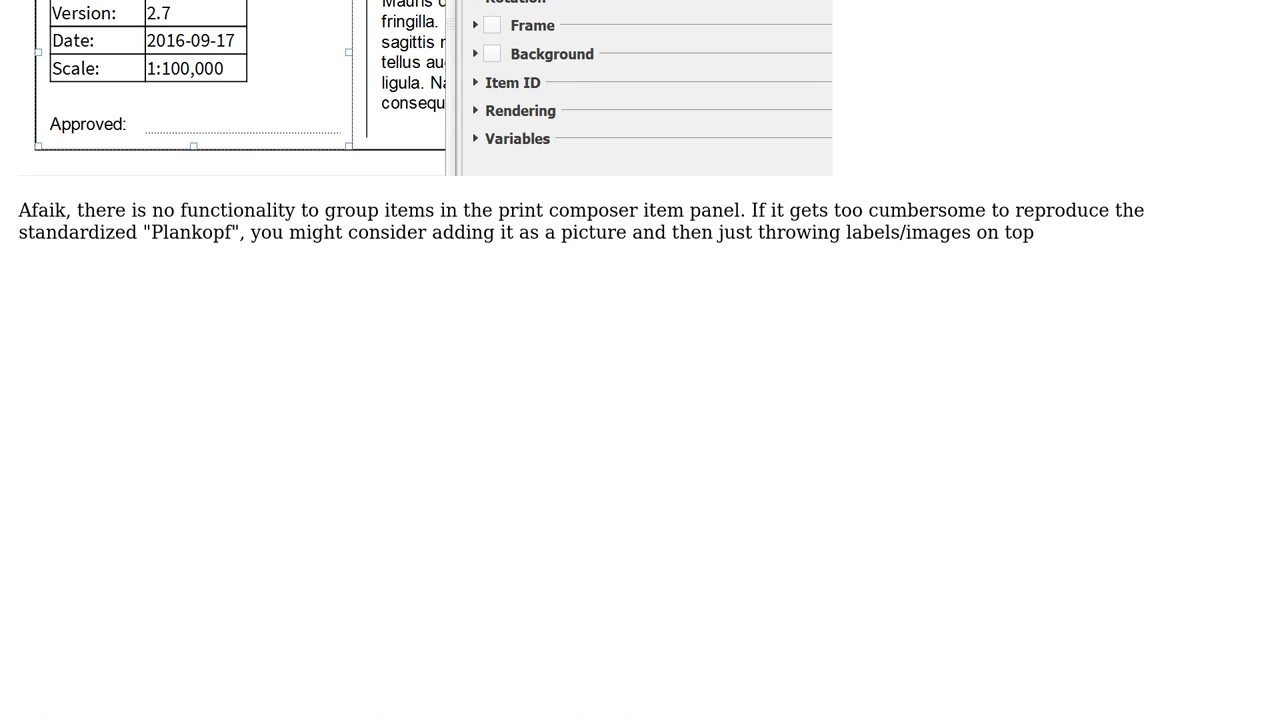 Version: 2.7
Date: 2016-09-17
Scale: 1:100,000
Approved:
fringilla.
sagittis
tellus
ligula.
Frame
Background
Item ID
Rendering
Variables
Afaik, there is no functionality to group items in the print composer item panel. If it gets too cumbersome to reproduce the
standardized "Plankopf", you might consider adding it as a picture and then just throwing labels/images on top